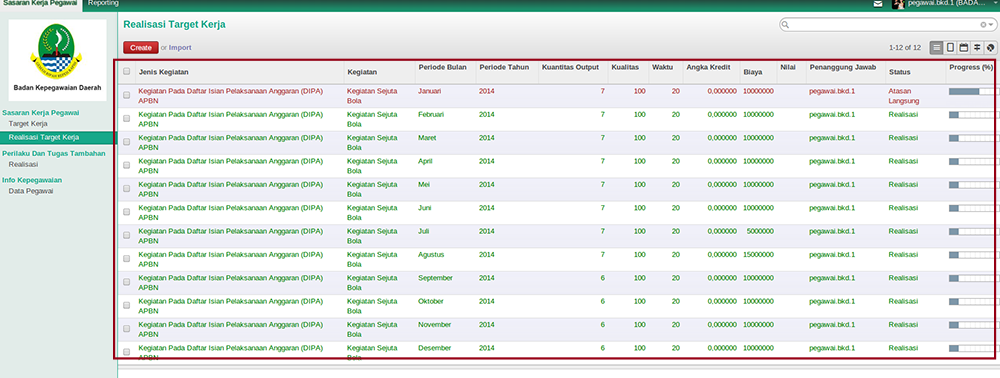 Sasaran Kerja Pegawai Reporting pegawai.bkd.1 (BADA...
Realisasi Target Kerja
Create or Import 1-12 of 12
Badan Kepegawaian Daerah
Sasaran Kerja Pegawai
Target Kerja
Realisasi Target Kerja
Perilaku Dan Tugas Tambahan
Realisasi
Info Kepegawaian
Data Pegawai
Jenis Kegiatan Kegiatan Periode Bulan Periode Tahun Kuantitas Output Kualitas Waktu Angka Kredit Biaya Nilai Penanggung Jawab Status Progress (%)
Kegiatan Pada Daftar Isian Pelaksanaan Anggaran (DIPA) Kegiatan Sejuta Januari 2014 7 100 20 0,000000 10000000 pegawai.bkd.1 Atasan
APBN Bola Langsung
Kegiatan Pada Daftar Isian Pelaksanaan Anggaran (DIPA) Kegiatan Sejuta Februari 2014 7 100 20 0,000000 10000000 pegawai.bkd.1 Realisasi
APBN Bola
Kegiatan Pada Daftar Isian Pelaksanaan Anggaran (DIPA) Kegiatan Sejuta Maret 2014 7 100 20 0,000000 10000000 pegawai.bkd.1 Realisasi
APBN Bola
Kegiatan Pada Daftar Isian Pelaksanaan Anggaran (DIPA) Kegiatan Sejuta April 2014 7 100 20 0,000000 10000000 pegawai.bkd.1 Realisasi
APBN Bola
Kegiatan Pada Daftar Isian Pelaksanaan Anggaran (DIPA) Kegiatan Sejuta Mei 2014 7 100 20 0,000000 10000000 pegawai.bkd.1 Realisasi
APBN Bola
Kegiatan Pada Daftar Isian Pelaksanaan Anggaran (DIPA) Kegiatan Sejuta Juni 2014 7 100 20 0,000000 10000000 pegawai.bkd.1 Realisasi
APBN Bola
Kegiatan Pada Daftar Isian Pelaksanaan Anggaran (DIPA) Kegiatan Sejuta Juli 2014 7 100 20 0,000000 5000000 pegawai.bkd.1 Realisasi
APBN Bola
Kegiatan Pada Daftar Isian Pelaksanaan Anggaran (DIPA) Kegiatan Sejuta Agustus 2014 7 100 20 0,000000 15000000 pegawai.bkd.1 Realisasi
APBN Bola
Kegiatan Pada Daftar Isian Pelaksanaan Anggaran (DIPA) Kegiatan Sejuta September 2014 6 100 20 0,000000 10000000 pegawai.bkd.1 Realisasi
APBN Bola
Kegiatan Pada Daftar Isian Pelaksanaan Anggaran (DIPA) Kegiatan Sejuta Oktober 2014 6 100 20 0,000000 10000000 pegawai.bkd.1 Realisasi
APBN Bola
Kegiatan Pada Daftar Isian Pelaksanaan Anggaran (DIPA) Kegiatan Sejuta November 2014 6 100 20 0,000000 10000000 pegawai.bkd.1 Realisasi
APBN Bola
Kegiatan Pada Daftar Isian Pelaksanaan Anggaran (DIPA) Kegiatan Sejuta Desember 2014 6 100 20 0,000000 10000000 pegawai.bkd.1 Realisasi
APBN Bola